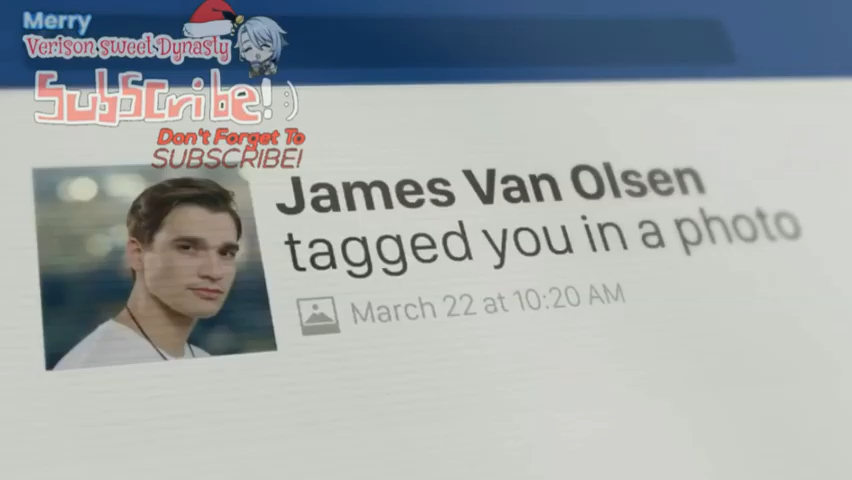 Merry
Verison sweet Dynasty
SubScribe! :)
Don't Forget To
SUBSCRIBE!
James Van Olsen
tagged you in a photo
March 22 at 10:20 AM